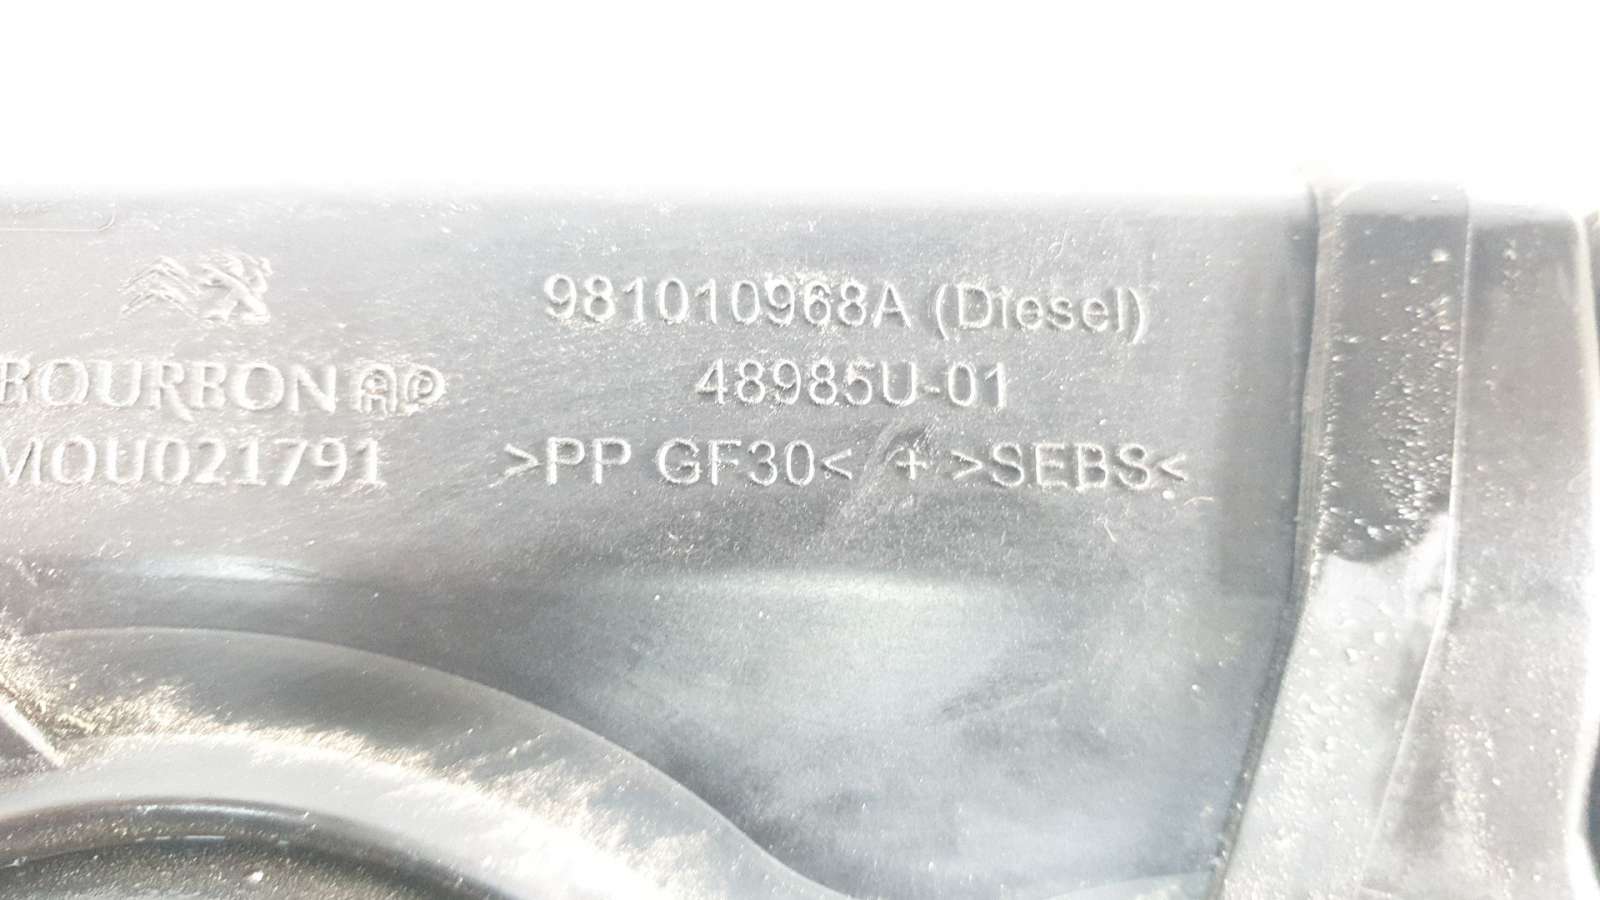 981010968A (Diesel)
48985U-01
>PP GF30< + >SEBS<
BOURBON AP
MOU021791